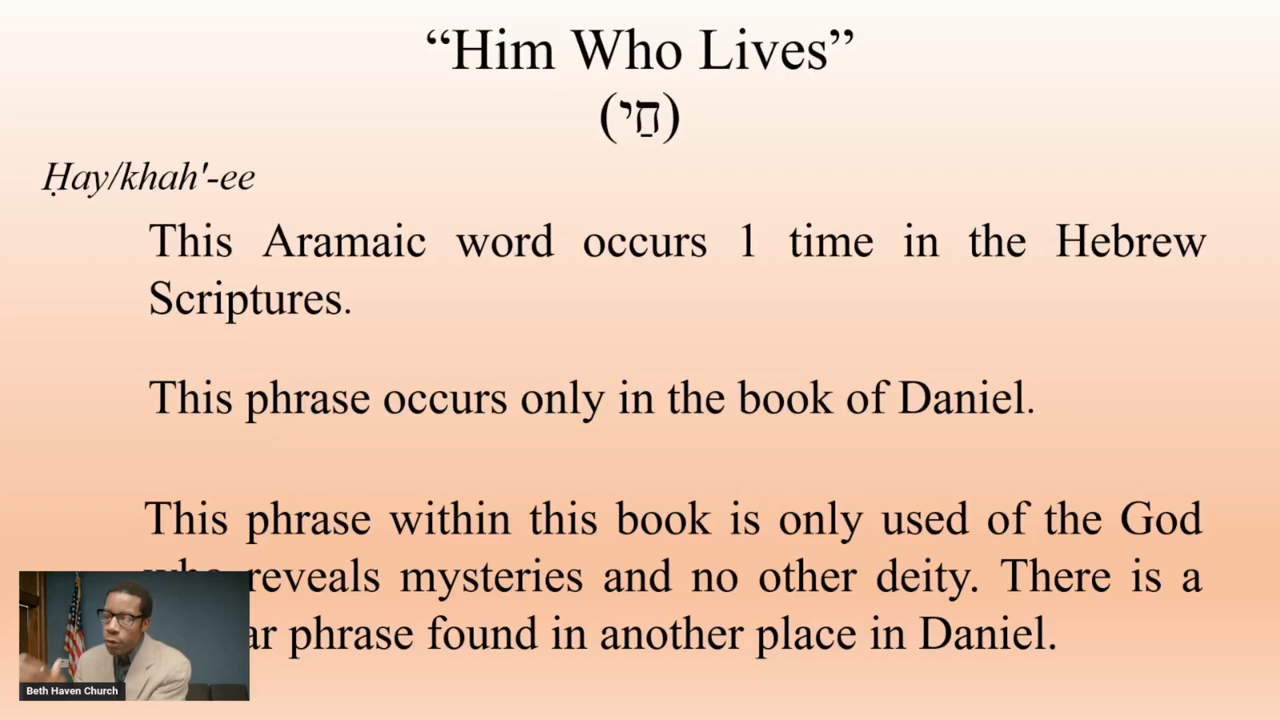 “Him Who Lives”
(חַי)
Ḥay/khah'-ee
This Aramaic word occurs 1 time in the Hebrew
Scriptures.
This phrase occurs only in the book of Daniel.
This phrase within this book is only used of the God
reveals mysteries and no other deity. There is a
phrase found in another place in Daniel.
Beth Haven Church